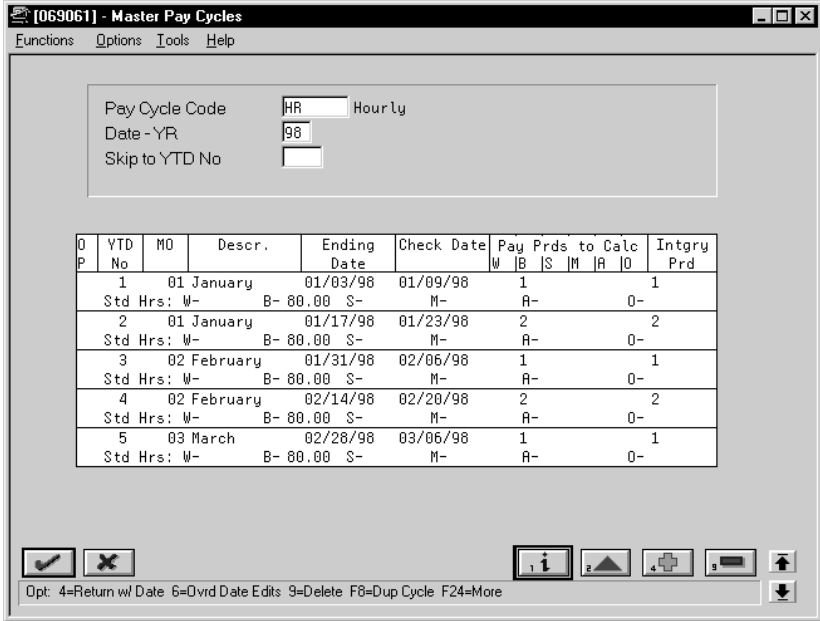 [069061] - Master Pay Cycles
Functions Options Tools Help
Pay Cycle Code HR Hourly
Date - YR 98
Skip to YTD No
O YTD MO Descr. Ending Check Date Pay Prds to Calc Intgry
P No Date W |B |S |M |A |O Prd
1 01 January 01/03/98 01/09/98 1 1
Std Hrs: W- B- 80.00 S- M- A- O-
2 01 January 01/17/98 01/23/98 2 2
Std Hrs: W- B- 80.00 S- M- A- O-
3 02 February 01/31/98 02/06/98 1 1
Std Hrs: W- B- 80.00 S- M- A- O-
4 02 February 02/14/98 02/20/98 2 2
Std Hrs: W- B- 80.00 S- M- A- O-
5 03 March 02/28/98 03/06/98 1 1
Std Hrs: W- B- 80.00 S- M- A- O-
1 i 2 4 9
Opt: 4=Return w/ Date 6=Ovrd Date Edits 9=Delete F8=Dup Cycle F24=More